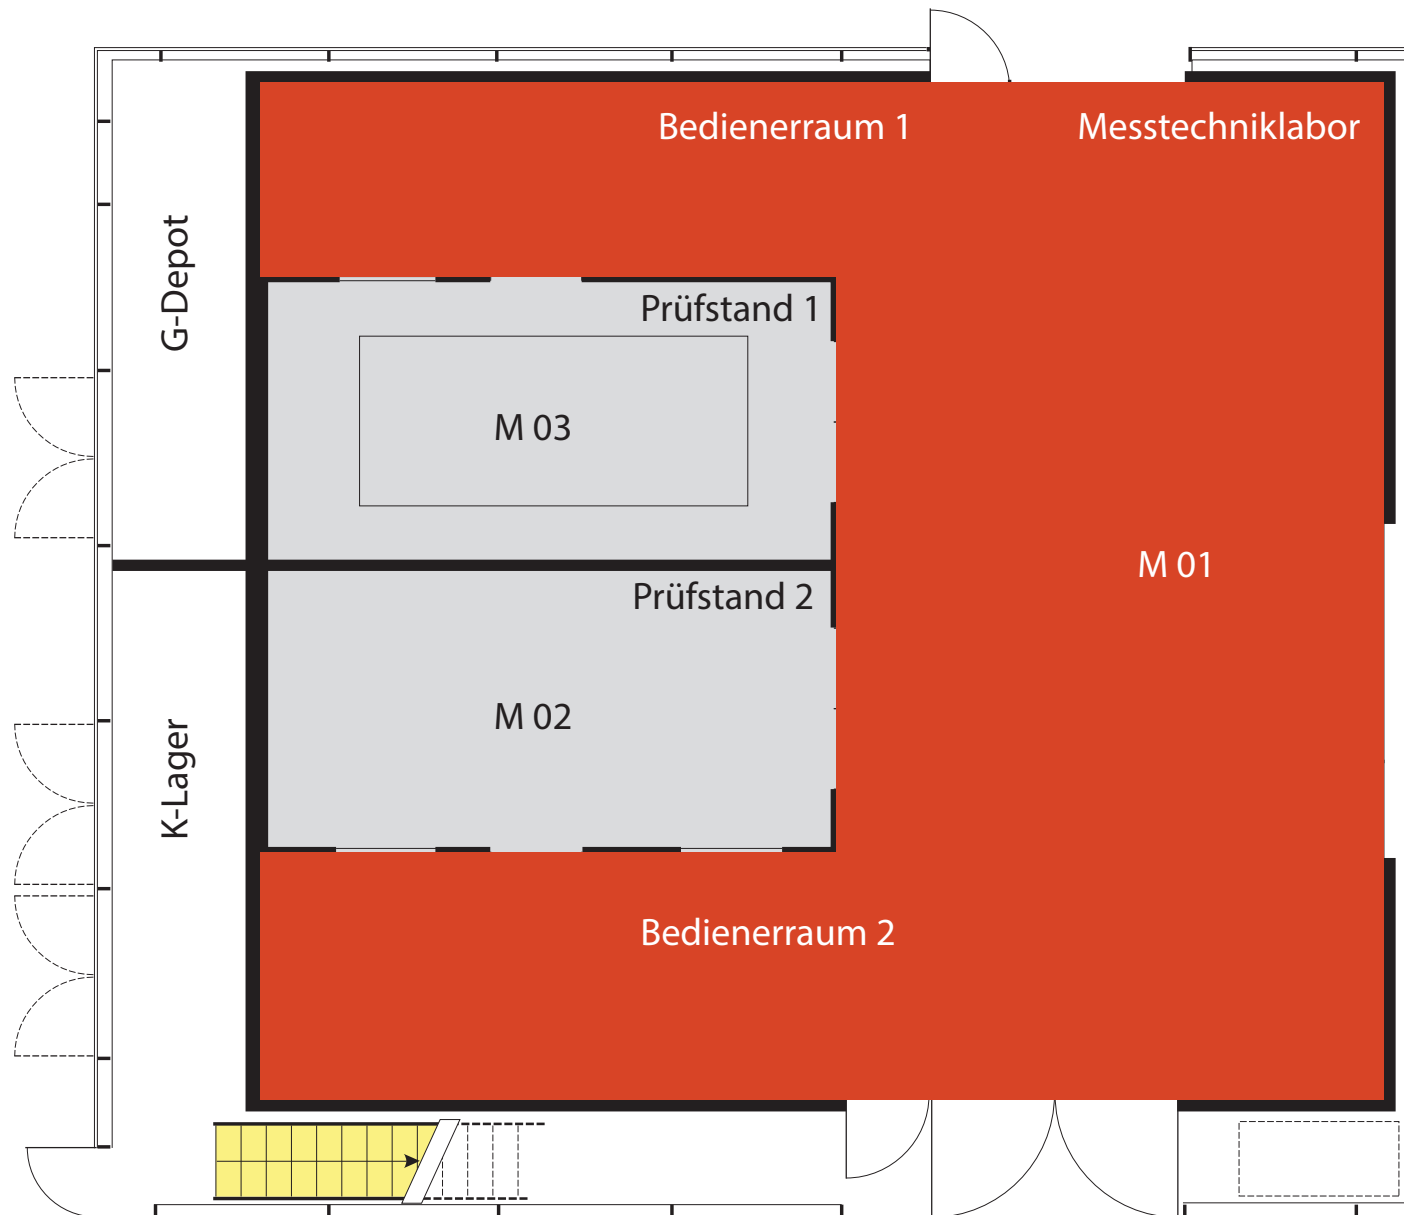 Bedienerraum 1
Messtechniklabor
G-Depot
Prüfstand 1
M 03
M 01
Prüfstand 2
M 02
K-Lager
Bedienerraum 2